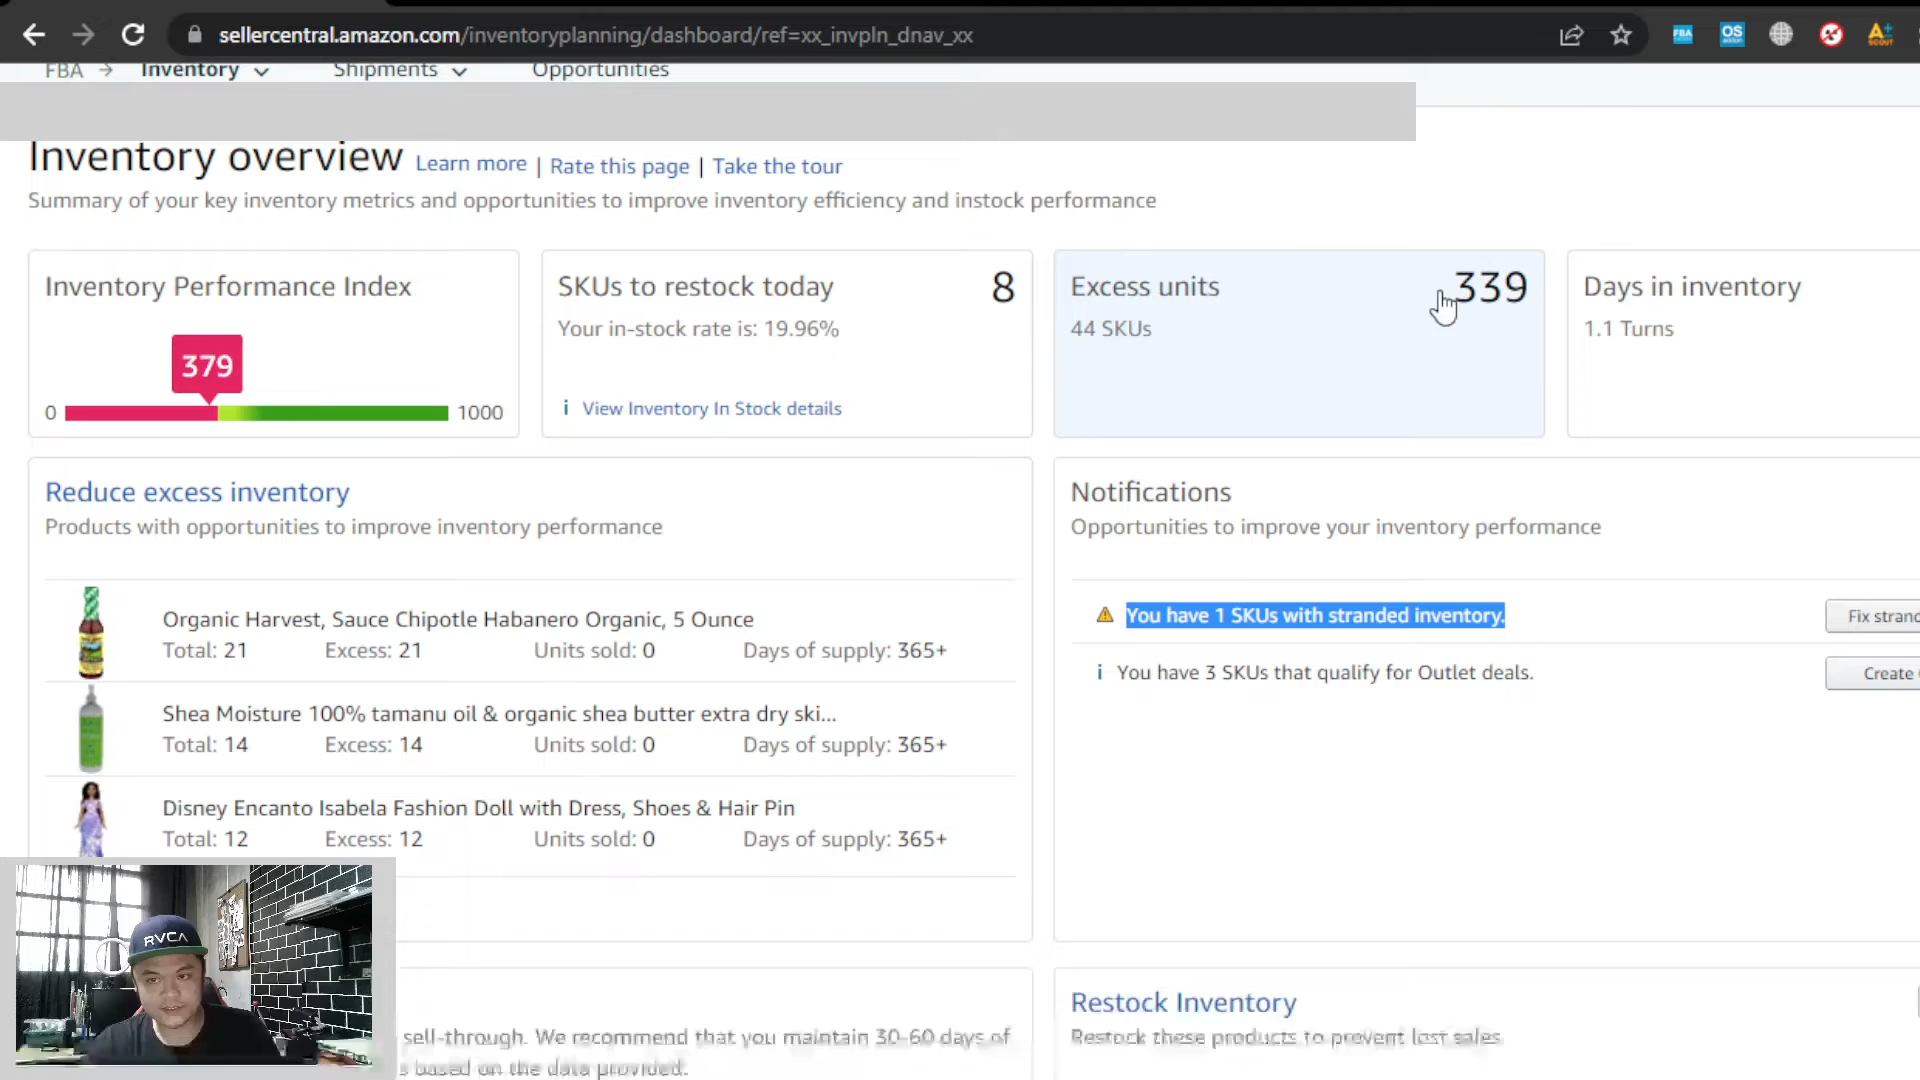 sellercentral.amazon.com/inventoryplanning/dashboard/ref=xx_invpln_dnav_xx
FBA
OS
A+
SCOUT
FBA → Inventory Shipments Opportunities
Inventory overview Learn more | Rate this page | Take the tour
Summary of your key inventory metrics and opportunities to improve inventory efficiency and instock performance
Inventory Performance Index
379
0 1000
SKUs to restock today 8
Your in-stock rate is: 19.96%
i View Inventory In Stock details
Excess units 339
44 SKUs
Days in inventory
1.1 Turns
Reduce excess inventory
Products with opportunities to improve inventory performance
Organic Harvest, Sauce Chipotle Habanero Organic, 5 Ounce
Total: 21 Excess: 21 Units sold: 0 Days of supply: 365+
Shea Moisture 100% tamanu oil & organic shea butter extra dry ski...
Total: 14 Excess: 14 Units sold: 0 Days of supply: 365+
Disney Encanto Isabela Fashion Doll with Dress, Shoes & Hair Pin
Total: 12 Excess: 12 Units sold: 0 Days of supply: 365+
Notifications
Opportunities to improve your inventory performance
You have 1 SKUs with stranded inventory.
Fix strand
i You have 3 SKUs that qualify for Outlet deals.
Create
RVCA
sell-through. We recommend that you maintain 30-60 days of
s based on the data provided.
Restock Inventory
Restock these products to prevent lost sales